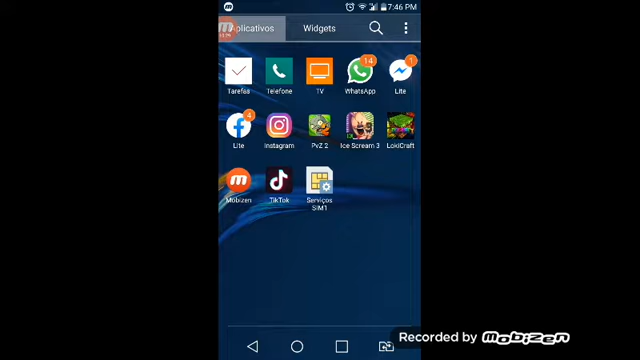 7:46 PM
Aplicativos Widgets
Tarefas Telefone TV WhatsApp Lite
14 1
Lite Instagram PvZ 2 Ice Scream 3 LokiCraft
4
Mobizen TikTok Serviços SIM1
Recorded by Mobizen